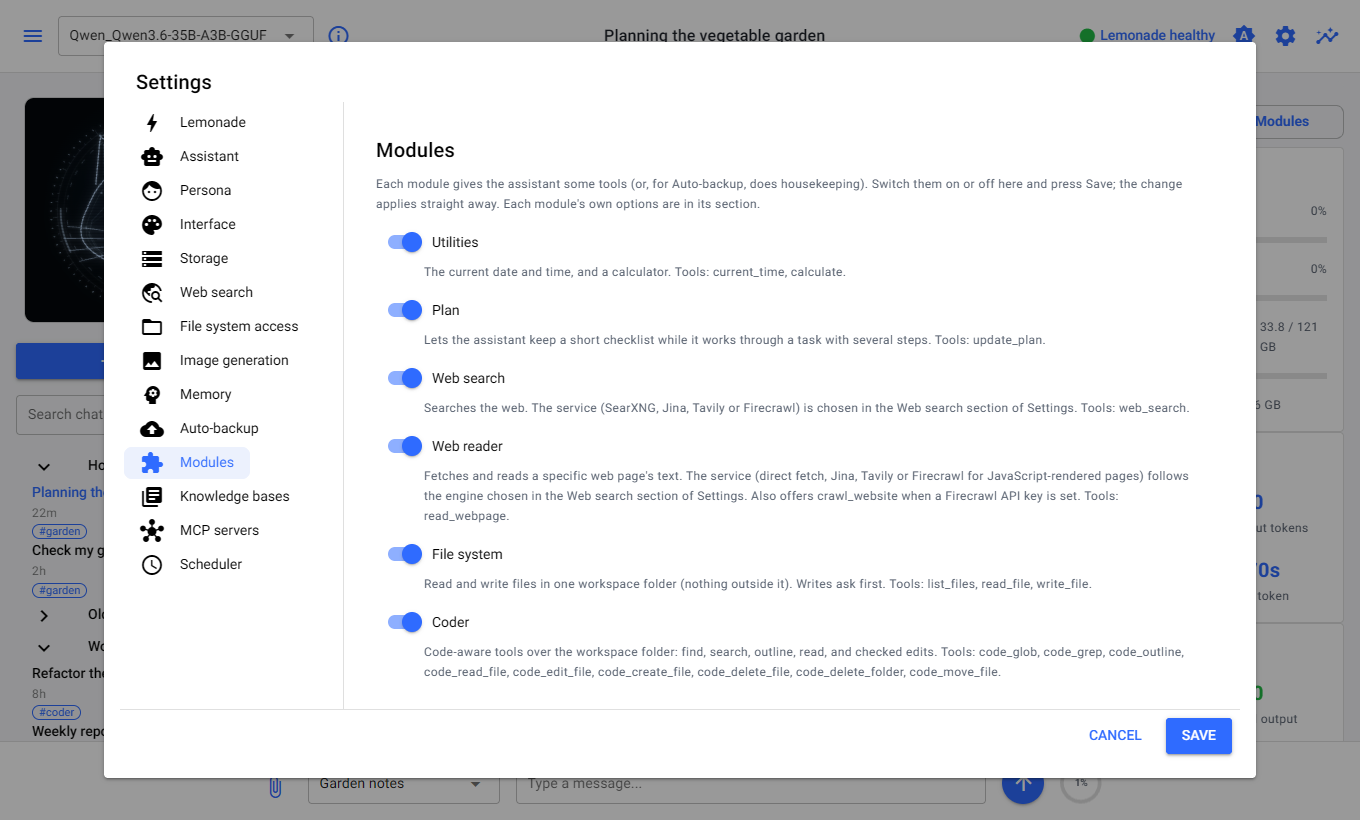 Qwen_Qwen3.6-35B-A3B-GGUF
Planning the vegetable garden
Lemonade healthy
Settings
Lemonade
Assistant
Persona
Interface
Storage
Web search
File system access
Image generation
Memory
Auto-backup
Modules
Knowledge bases
MCP servers
Scheduler
Modules
Each module gives the assistant some tools (or, for Auto-backup, does housekeeping). Switch them on or off here and press Save; the change
applies straight away. Each module's own options are in its section.
Utilities
The current date and time, and a calculator. Tools: current_time, calculate.
Plan
Lets the assistant keep a short checklist while it works through a task with several steps. Tools: update_plan.
Web search
Searches the web. The service (SearXNG, Jina, Tavily or Firecrawl) is chosen in the Web search section of Settings. Tools: web_search.
Web reader
Fetches and reads a specific web page's text. The service (direct fetch, Jina, Tavily or Firecrawl for JavaScript-rendered pages) follows
the engine chosen in the Web search section of Settings. Also offers crawl_website when a Firecrawl API key is set. Tools:
read_webpage.
File system
Read and write files in one workspace folder (nothing outside it). Writes ask first. Tools: list_files, read_file, write_file.
Coder
Code-aware tools over the workspace folder: find, search, outline, read, and checked edits. Tools: code_glob, code_grep, code_outline,
code_read_file, code_edit_file, code_create_file, code_delete_file, code_delete_folder, code_move_file.
CANCEL
SAVE
Search chat
Planning the
22m
#garden
Check my g
2h
#garden
Refactor the
8h
#coder
Weekly repo
Modules
0%
0%
33.8 / 121
GB
GB
tokens
token
output
Garden notes
Type a message...
1%